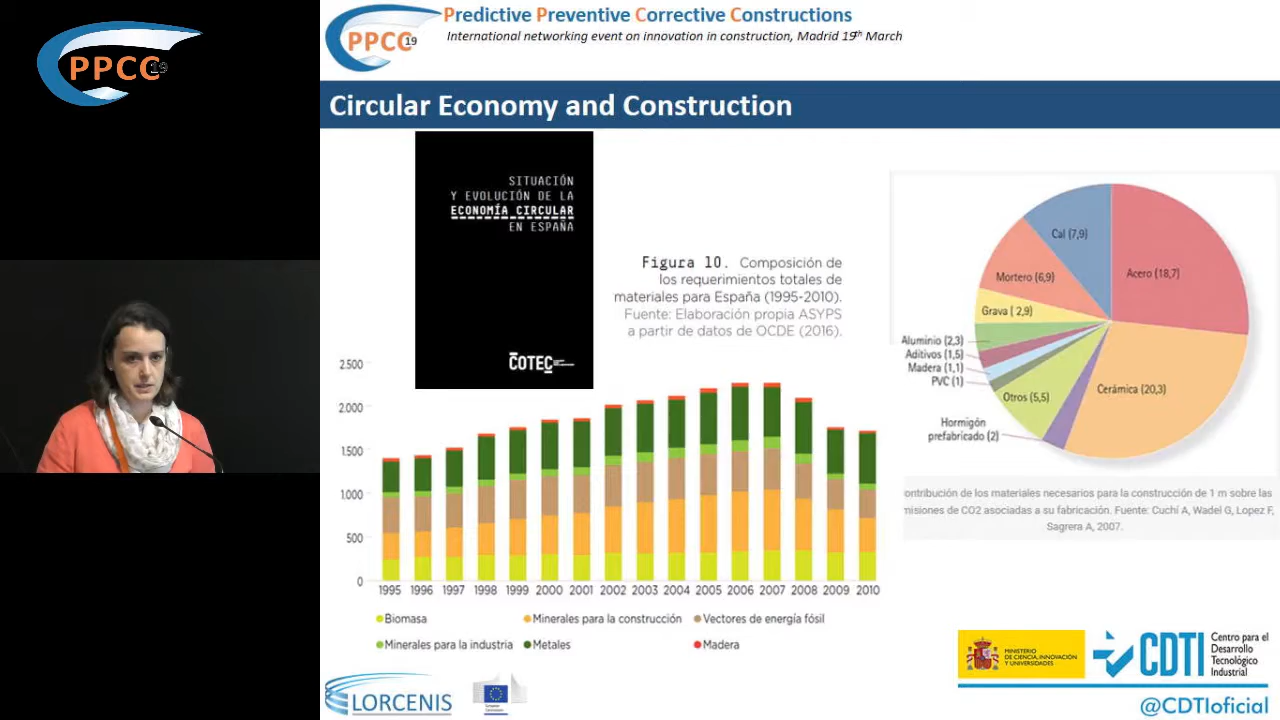 PPCC 19
PPCC 19
Predictive Preventive Corrective Constructions
International networking event on innovation in construction, Madrid 19th March
Circular Economy and Construction
SITUACIÓN
Y EVOLUCIÓN DE LA
ECONOMÍA CIRCULAR
EN ESPAÑA
COTEC
Figura 10. Composición de
los requerimientos totales de
materiales para España (1995-2010).
Fuente: Elaboración propia ASYPS
a partir de datos de OCDE (2016).
2.500
2000
1500
1000
500
0
1995 1996 1997 1998 1999 2000 2001 2002 2003 2004 2005 2006 2007 2008 2009 2010
Biomasa
Minerales para la construcción
Vectores de energía fósil
Minerales para la industria
Metales
Madera
Cal (7,9)
Acero (18,7)
Mortero (6,9)
Grava ( 2,9)
Aluminio (2,3)
Aditivos (1,5)
Madera (1,1)
PVC (1)
Otros (5,5)
Cerámica (20,3)
Hormigón
prefabricado (2)
ontribución de los materiales necesarios para la construcción de 1 m sobre las
misiones de CO2 asociadas a su fabricación. Fuente: Cuchí A, Wadel G, Lopez F,
Sagrera A, 2007.
LORCENIS
MINISTERIO
DE CIENCIA, INNOVACIÓN
Y UNIVERSIDADES
CDTI
Centro para el
Desarrollo
Tecnológico
Industrial
@CDTIoficial